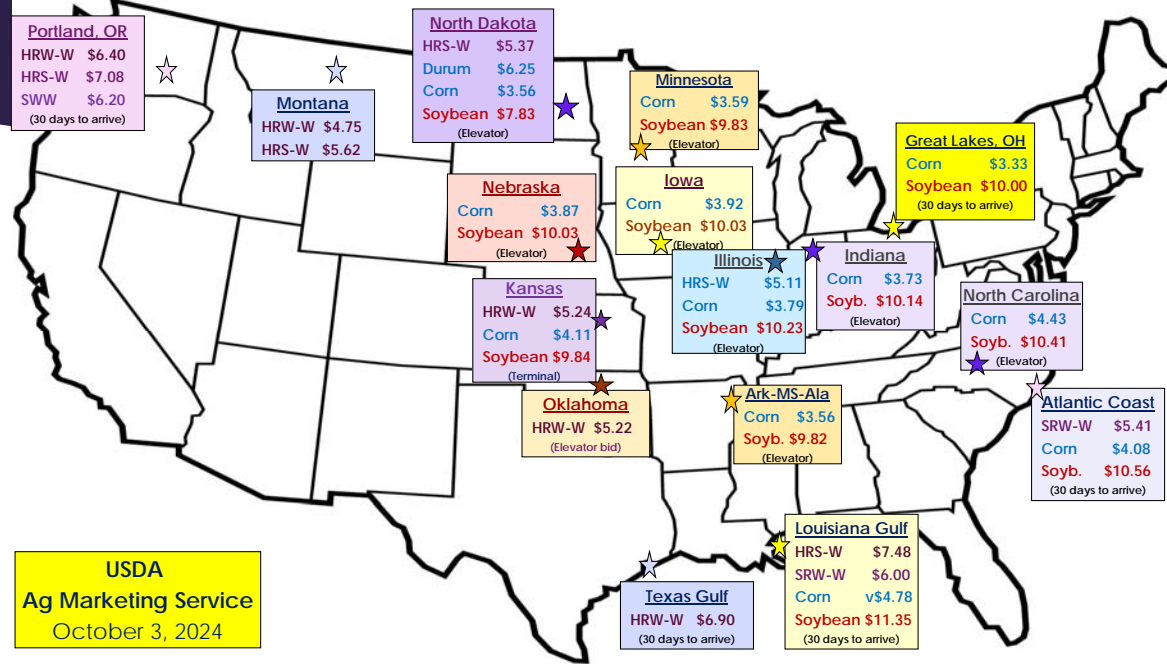 Portland, OR
HRW-W $6.40
HRS-W $7.08
SWW $6.20
(30 days to arrive)
Montana
HRW-W $4.75
HRS-W $5.62
North Dakota
HRS-W $5.37
Durum $6.25
Corn $3.56
Soybean $7.83
(Elevator)
Minnesota
Corn $3.59
Soybean $9.83
(Elevator)
Great Lakes, OH
Corn $3.33
Soybean $10.00
(30 days to arrive)
Nebraska
Corn $3.87
Soybean $10.03
(Elevator)
Iowa
Corn $3.92
Soybean $10.03
(Elevator)
Illinois
HRS-W $5.11
Corn $3.79
Soybean $10.23
(Elevator)
Indiana
Corn $3.73
Soyb. $10.14
(Elevator)
North Carolina
Corn $4.43
Soyb. $10.41
(Elevator)
Kansas
HRW-W $5.24
Corn $4.11
Soybean $9.84
(Terminal)
Oklahoma
HRW-W $5.22
(Elevator bid)
Ark-MS-Ala
Corn $3.56
Soyb. $9.82
(Elevator)
Atlantic Coast
SRW-W $5.41
Corn $4.08
Soyb. $10.56
(30 days to arrive)
Louisiana Gulf
HRS-W $7.48
SRW-W $6.00
Corn v$4.78
Soybean $11.35
(30 days to arrive)
Texas Gulf
HRW-W $6.90
(30 days to arrive)
USDA
Ag Marketing Service
October 3, 2024